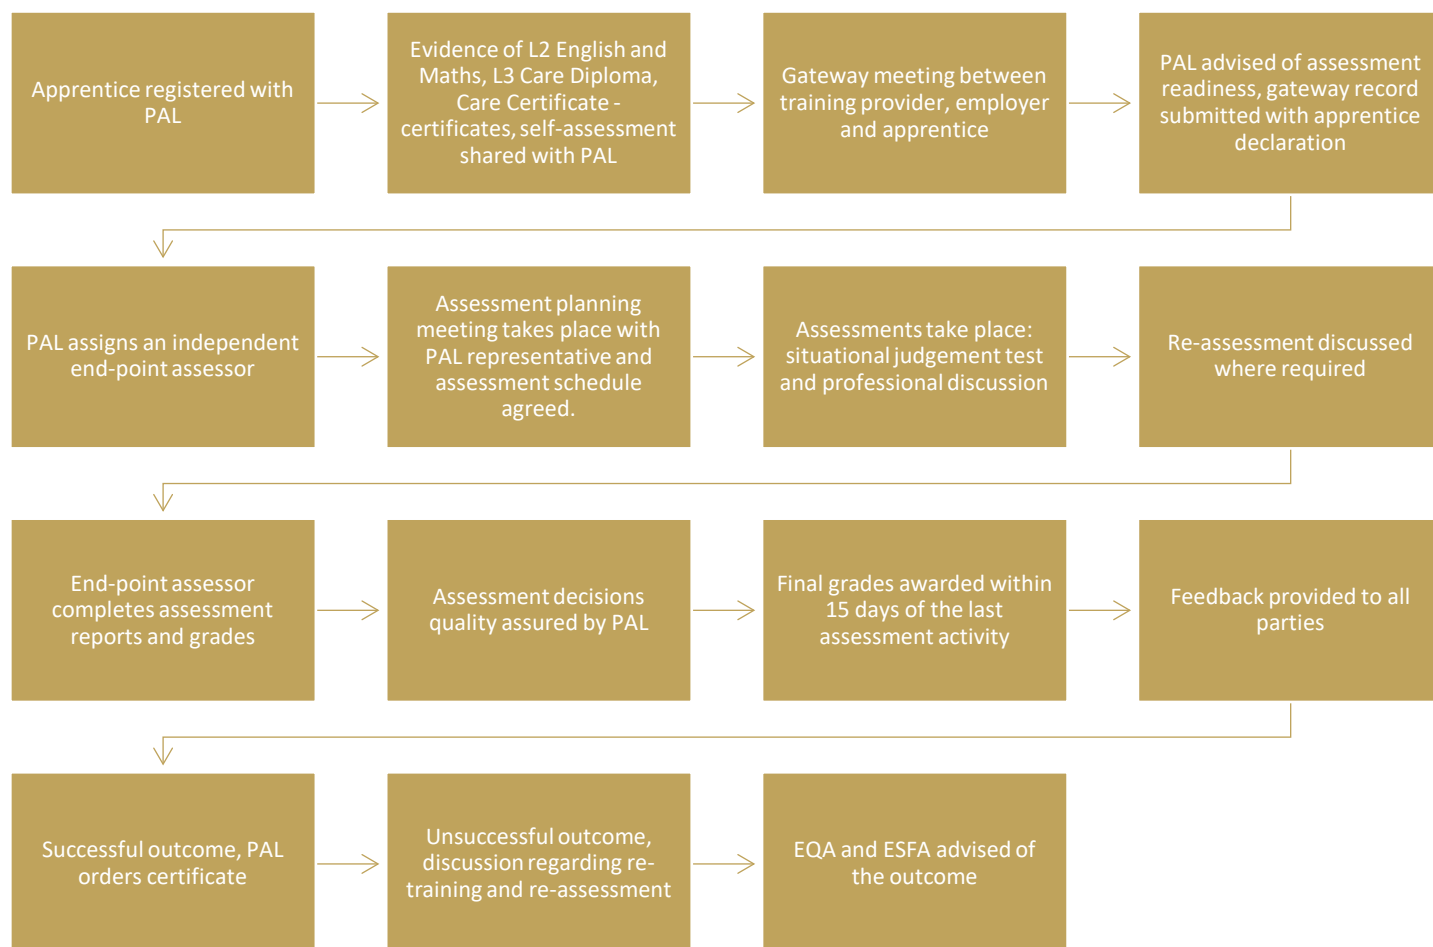 Apprentice registered with
PAL
Evidence of L2 English and
Maths, L3 Care Diploma,
Care Certificate -
certificates, self-assessment
shared with PAL
Gateway meeting between
training provider, employer
and apprentice
PAL advised of assessment
readiness, gateway record
submitted with apprentice
declaration
PAL assigns an independent
end-point assessor
Assessment planning
meeting takes place with
PAL representative and
assessment schedule
agreed.
Assessments take place:
situational judgement test
and professional discussion
Re-assessment discussed
where required
End-point assessor
completes assessment
reports and grades
Assessment decisions
quality assured by PAL
Final grades awarded within
15 days of the last
assessment activity
Feedback provided to all
parties
Successful outcome, PAL
orders certificate
Unsuccessful outcome,
discussion regarding re-
training and re-assessment
EQA and ESFA advised of
the outcome